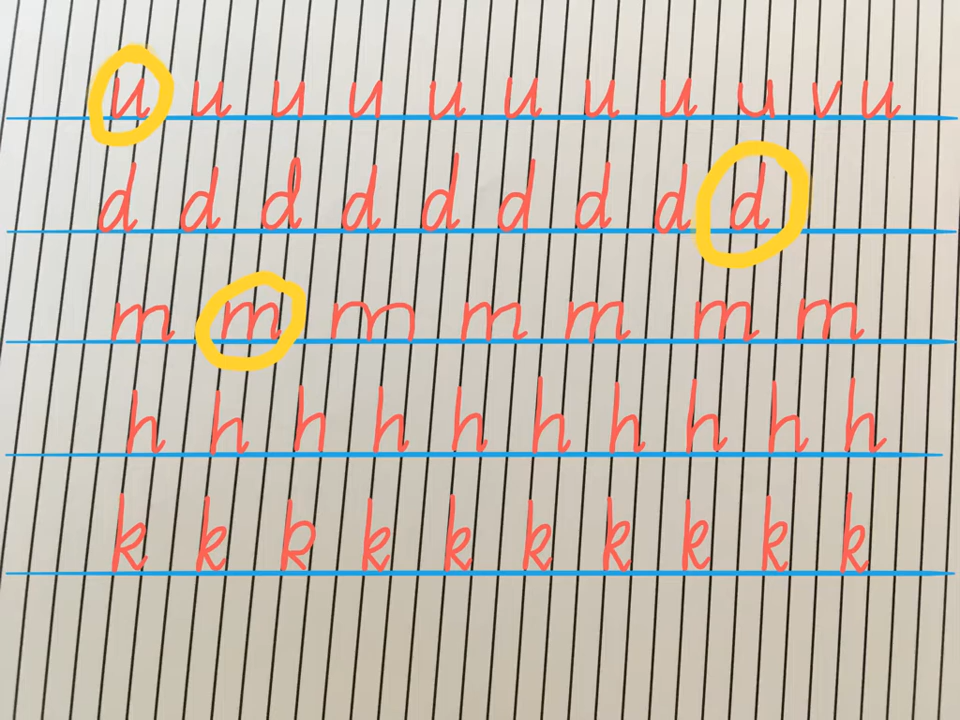 u u u u u u u u u v u
d d d d d d d d d
m m m m m m m
h h h h h h h h h h
k k k k k k k k k k